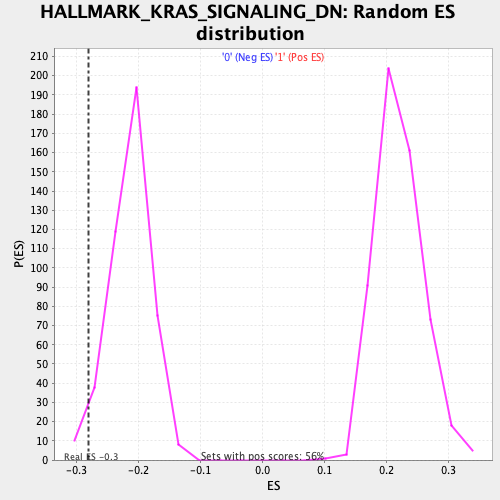 HALLMARK_KRAS_SIGNALING_DN: Random ES
distribution
'0' (Neg ES) '1' (Pos ES)
210
200
190
180
170
160
150
140
130
120
110
100
90
80
70
60
50
40
30
20
10
0
P(ES)
Real ES -0.3
Sets with pos scores: 56%
-0.3 -0.2 -0.1 0.0 0.1 0.2 0.3
ES